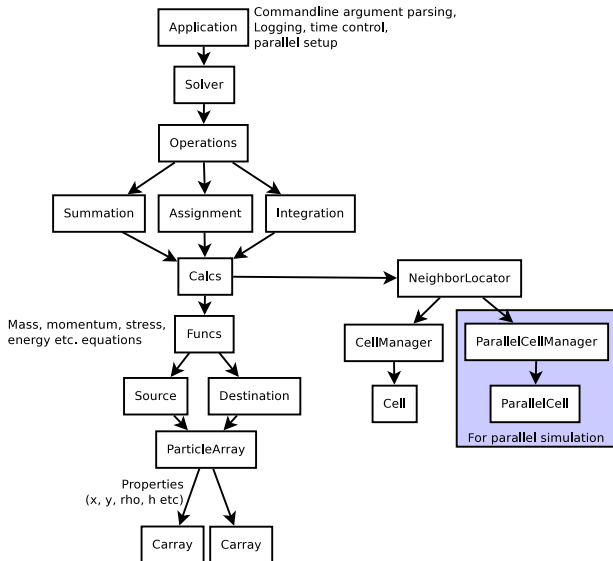 Application
Commandline argument parsing,
Logging, time control,
parallel setup
Solver
Operations
Summation
Assignment
Integration
Calcs
NeighborLocator
Mass, momentum, stress,
energy etc. equations
Funcs
CellManager
ParallelCellManager
Source
Destination
Cell
ParallelCell
For parallel simulation
ParticleArray
Properties
(x, y, rho, h etc)
Carray
Carray